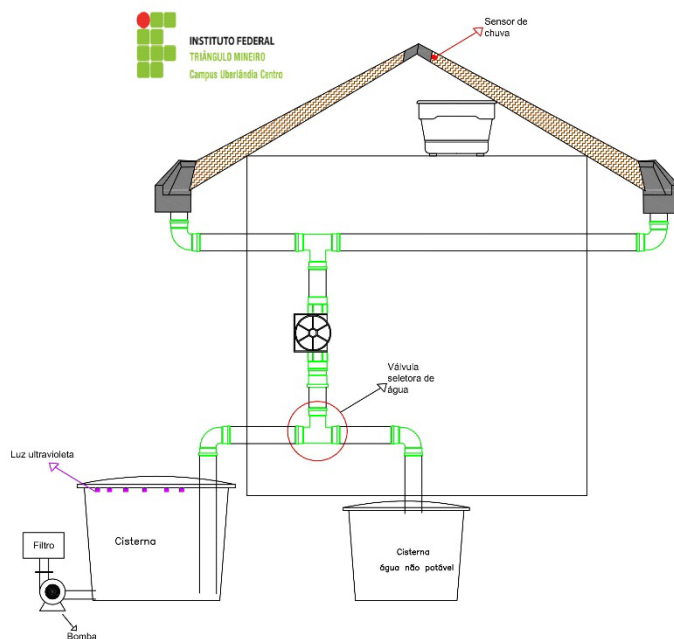 INSTITUTO FEDERAL
TRIÂNGULO MINEIRO
Campus Uberlândia Centro
Sensor de
chuva
Válvula
seletora de
água
Luz ultravioleta
Filtro
Cisterna
Bomba
Cisterna
água não potável